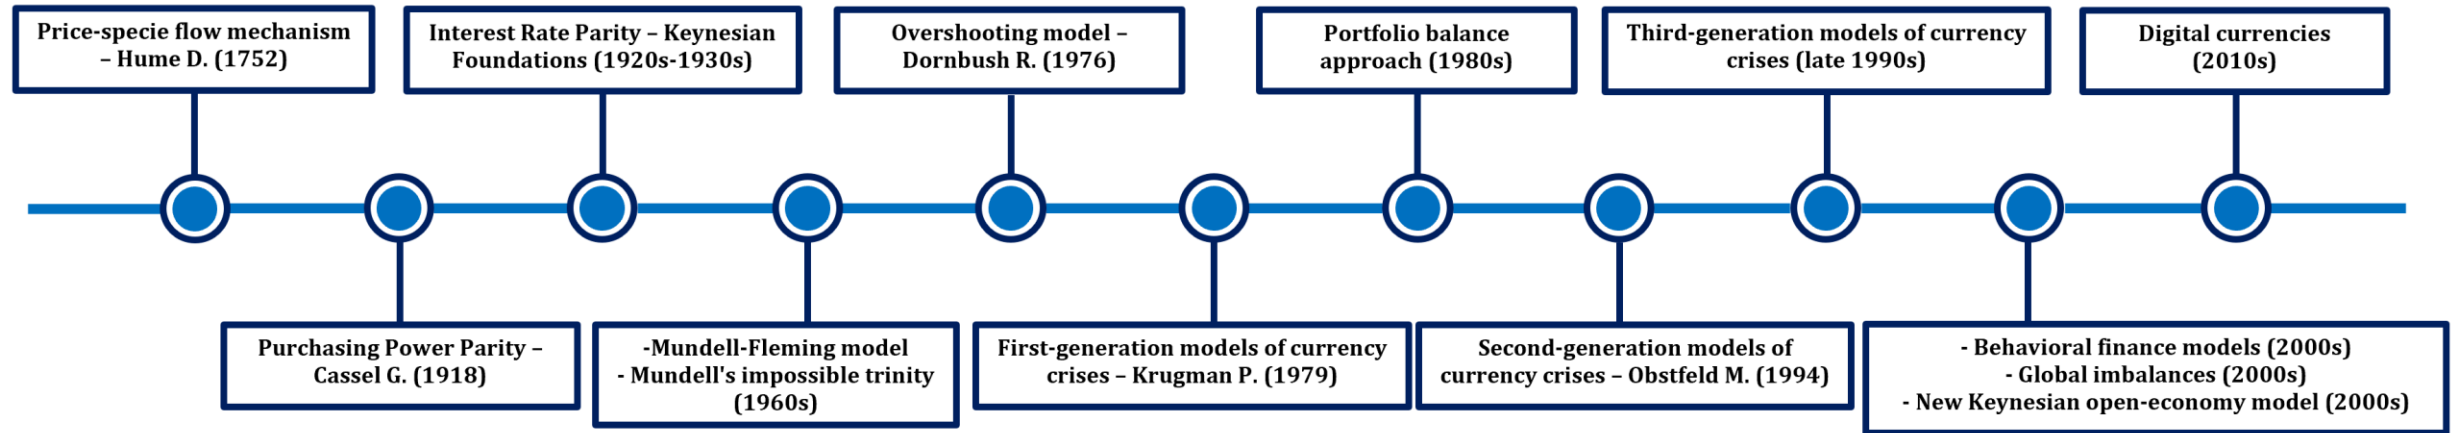 Price-specie flow mechanism
– Hume D. (1752)
Interest Rate Parity – Keynesian
Foundations (1920s-1930s)
Overshooting model –
Dornbush R. (1976)
Portfolio balance
approach (1980s)
Third-generation models of currency
crises (late 1990s)
Digital currencies
(2010s)
Purchasing Power Parity –
Cassel G. (1918)
-Mundell-Fleming model
- Mundell's impossible trinity
(1960s)
First-generation models of currency
crises – Krugman P. (1979)
Second-generation models of
currency crises – Obstfeld M. (1994)
- Behavioral finance models (2000s)
- Global imbalances (2000s)
- New Keynesian open-economy model (2000s)